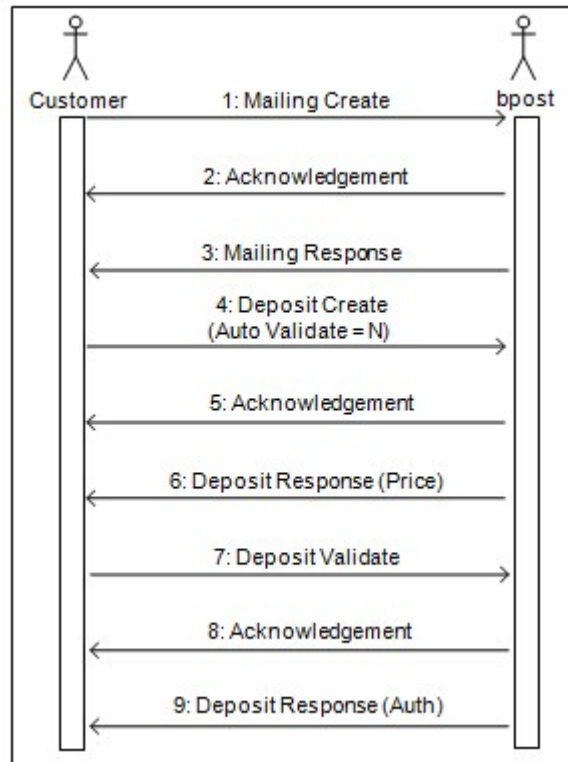 Customer
bpost
1: Mailing Create
2: Acknowledgement
3: Mailing Response
4: Deposit Create
(Auto Validate = N)
5: Acknowledgement
6: Deposit Response (Price)
7: Deposit Validate
8: Acknowledgement
9: Deposit Response (Auth)